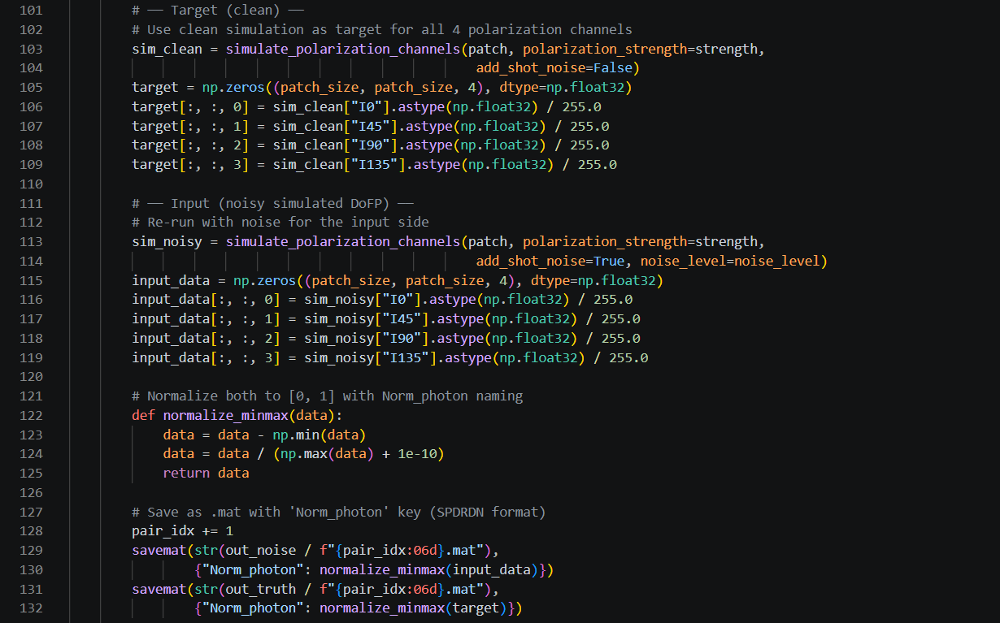 101 # ── Target (clean) ──
102 # Use clean simulation as target for all 4 polarization channels
103 sim_clean = simulate_polarization_channels(patch, polarization_strength=strength,
104 add_shot_noise=False)
105 target = np.zeros((patch_size, patch_size, 4), dtype=np.float32)
106 target[:, :, 0] = sim_clean["I0"].astype(np.float32) / 255.0
107 target[:, :, 1] = sim_clean["I45"].astype(np.float32) / 255.0
108 target[:, :, 2] = sim_clean["I90"].astype(np.float32) / 255.0
109 target[:, :, 3] = sim_clean["I135"].astype(np.float32) / 255.0
110
111 # ── Input (noisy simulated DoFP) ──
112 # Re-run with noise for the input side
113 sim_noisy = simulate_polarization_channels(patch, polarization_strength=strength,
114 add_shot_noise=True, noise_level=noise_level)
115 input_data = np.zeros((patch_size, patch_size, 4), dtype=np.float32)
116 input_data[:, :, 0] = sim_noisy["I0"].astype(np.float32) / 255.0
117 input_data[:, :, 1] = sim_noisy["I45"].astype(np.float32) / 255.0
118 input_data[:, :, 2] = sim_noisy["I90"].astype(np.float32) / 255.0
119 input_data[:, :, 3] = sim_noisy["I135"].astype(np.float32) / 255.0
120
121 # Normalize both to [0, 1] with Norm_photon naming
122 def normalize_minmax(data):
123 data = data - np.min(data)
124 data = data / (np.max(data) + 1e-10)
125 return data
126
127 # Save as .mat with 'Norm_photon' key (SPDRDN format)
128 pair_idx += 1
129 savemat(str(out_noise / f"{pair_idx:06d}.mat"),
130 {"Norm_photon": normalize_minmax(input_data)})
131 savemat(str(out_truth / f"{pair_idx:06d}.mat"),
132 {"Norm_photon": normalize_minmax(target)})